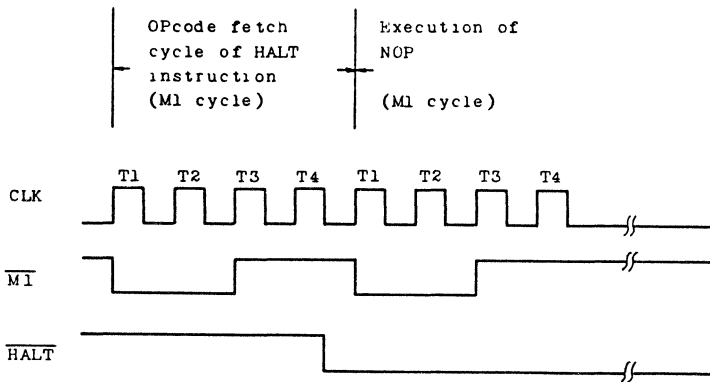 OPcode fetch
cycle of HALT
instruction
(M1 cycle)
Execution of
NOP
(M1 cycle)
T1 T2 T3 T4 T1 T2 T3 T4
CLK
M1
HALT